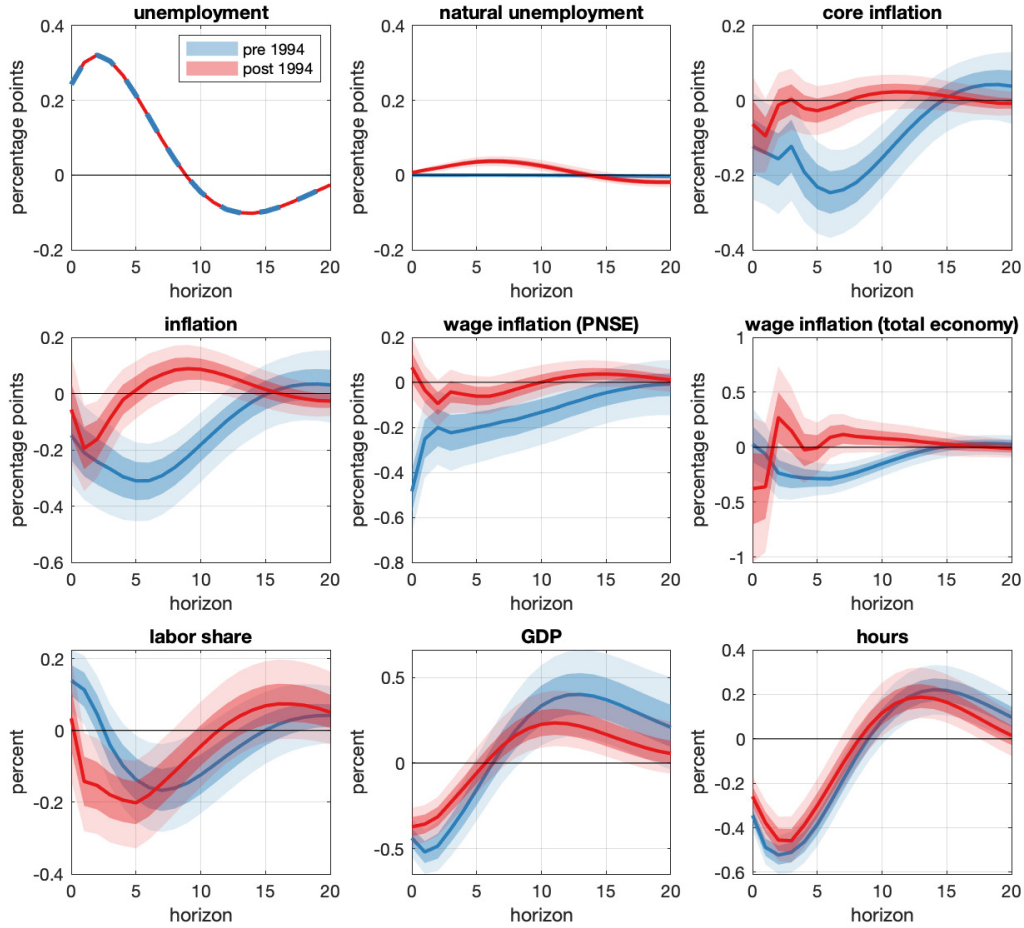 unemployment
percentage points
0.4
0.2
0
-0.2
0 5 10 15 20
horizon
pre 1994
post 1994
natural unemployment
percentage points
0.4
0.2
0
-0.2
0 5 10 15 20
horizon
core inflation
percentage points
0.2
0
-0.2
-0.4
0 5 10 15 20
horizon
inflation
percentage points
0.2
0
-0.2
-0.4
-0.6
0 5 10 15 20
horizon
wage inflation (PNSE)
percentage points
0.2
0
-0.2
-0.4
-0.6
-0.8
0 5 10 15 20
horizon
wage inflation (total economy)
percentage points
1
0.5
0
-0.5
-1
0 5 10 15 20
horizon
labor share
percent
0.2
0
-0.2
-0.4
0 5 10 15 20
horizon
GDP
percent
0.5
0
-0.5
0 5 10 15 20
horizon
hours
percent
0.4
0.2
0
-0.2
-0.4
-0.6
0 5 10 15 20
horizon